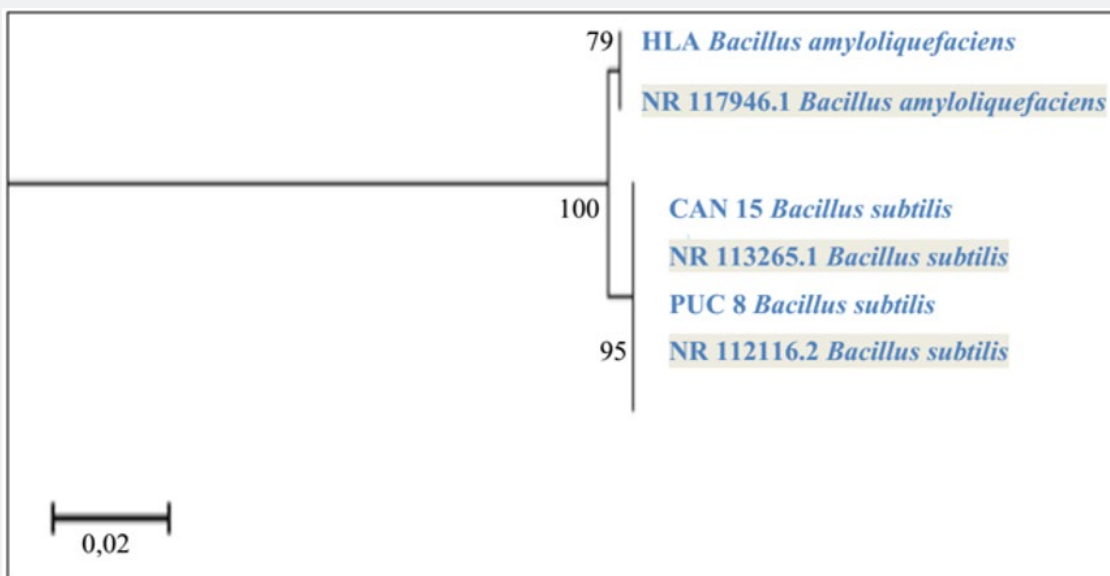 79 HLA Bacillus amyloliquefaciens
NR 117946.1 Bacillus amyloliquefaciens
100 CAN 15 Bacillus subtilis
NR 113265.1 Bacillus subtilis
PUC 8 Bacillus subtilis
95 NR 112116.2 Bacillus subtilis
0,02